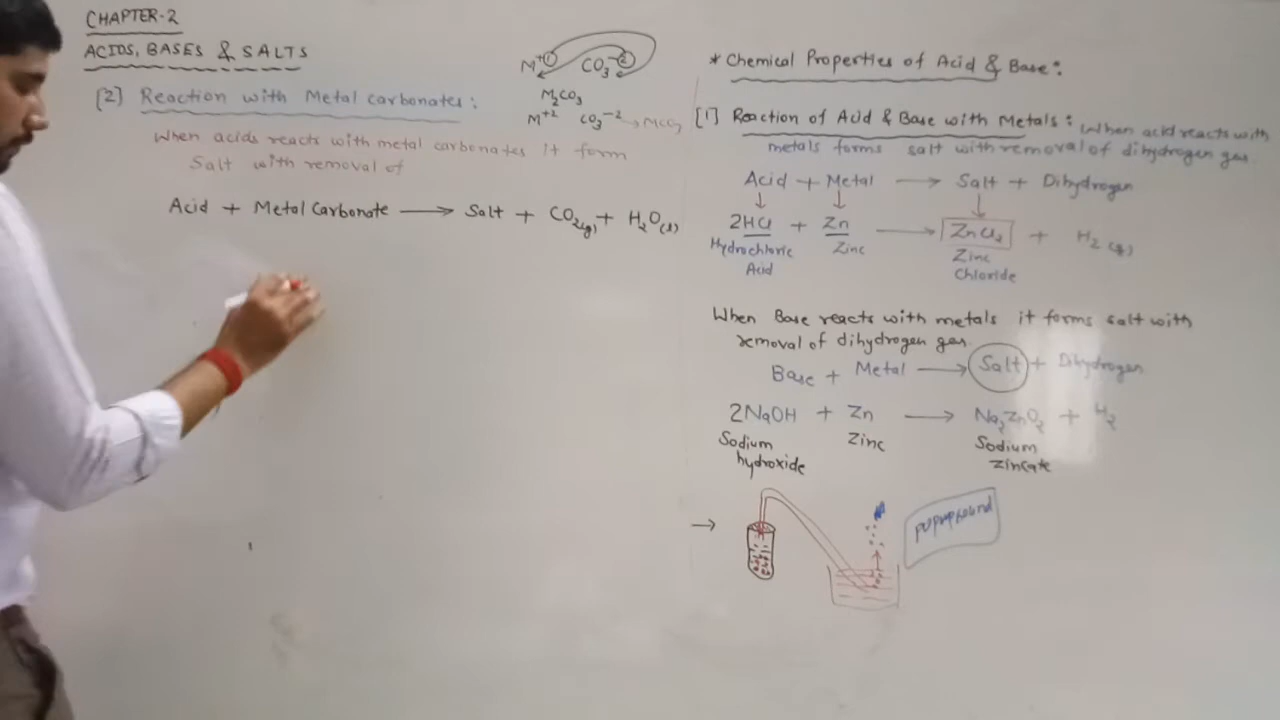 CHAPTER-2
ACIDS, BASES & SALTS
M+1 CO3-2
M2CO3
M+2 CO3-2 → MCO3
[2] Reaction with Metal carbonates:
When acids reacts with metal carbonates it form
Salt with removal of
Acid + Metal Carbonate → Salt + CO2(g) + H2O(l)
* Chemical Properties of Acid & Base:
[1] Reaction of Acid & Base with Metals: When acid reacts with
metals forms salt with removal of dihydrogen gas
Acid + Metal → Salt + Dihydrogen
2HCl + Zn → ZnCl2 + H2(g)
Hydrochloric Zinc Zinc
Acid Chloride
When Base reacts with metals it forms salt with
removal of dihydrogen gas
Base + Metal → Salt + Dihydrogen
2NaOH + Zn → Na2ZnO2 + H2
Sodium Zinc Sodium
hydroxide Zincate
→